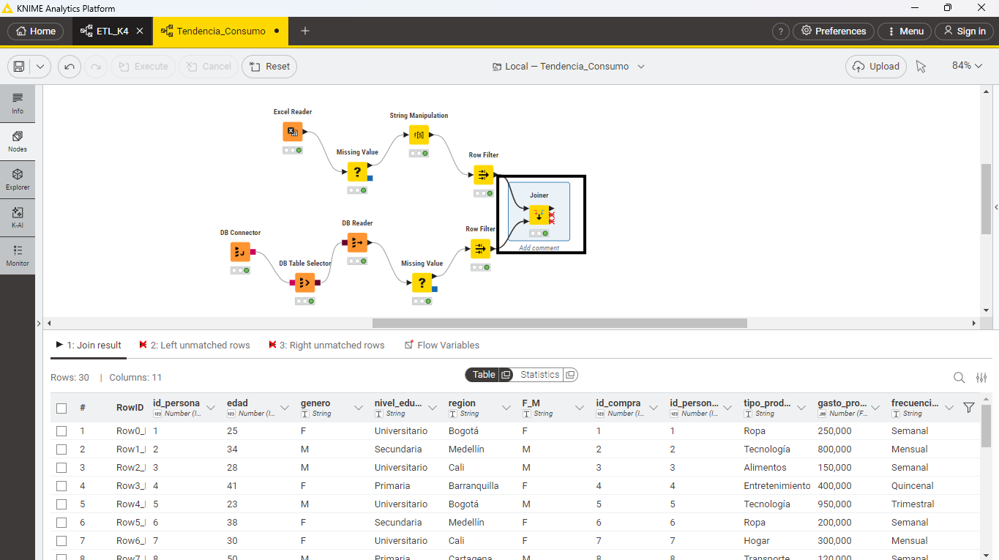 KNIME Analytics Platform
Home
ETL_K4
Tendencia_Consumo
?
Preferences
Menu
Sign in
Execute
Cancel
Reset
Local — Tendencia_Consumo
Upload
84%
Info
Nodes
Explorer
K-AI
Monitor
Excel Reader
String Manipulation
Missing Value
Row Filter
Joiner
Add comment
DB Reader
DB Connector
Row Filter
DB Table Selector
Missing Value
1: Join result 2: Left unmatched rows 3: Right unmatched rows Flow Variables
Rows: 30 | Columns: 11
Table Statistics
# RowID id_persona edad genero nivel_edu... region F_M id_compra id_person... tipo_prod... gasto_pro... frecuenci...
Number (I... Number (I... String String String String Number (I... Number (I... String Number (F... String
1 Row0_ 1 25 F Universitario Bogotá F 1 1 Ropa 250,000 Semanal
2 Row1_ 2 34 M Secundaria Medellín M 2 2 Tecnología 800,000 Mensual
3 Row2_ 3 28 M Universitario Cali M 3 3 Alimentos 150,000 Semanal
4 Row3_ 4 41 F Primaria Barranquilla F 4 4 Entretenimiento 400,000 Quincenal
5 Row4_ 5 23 M Universitario Bogotá M 5 5 Tecnología 950,000 Trimestral
6 Row5_ 6 38 F Secundaria Medellín F 6 6 Ropa 200,000 Semanal
7 Row6_ 7 30 F Universitario Cali F 7 7 Hogar 300,000 Mensual
8 Row7_ 8 50 M Primaria Cartagena M 8 8 Transporte 120,000 Semanal